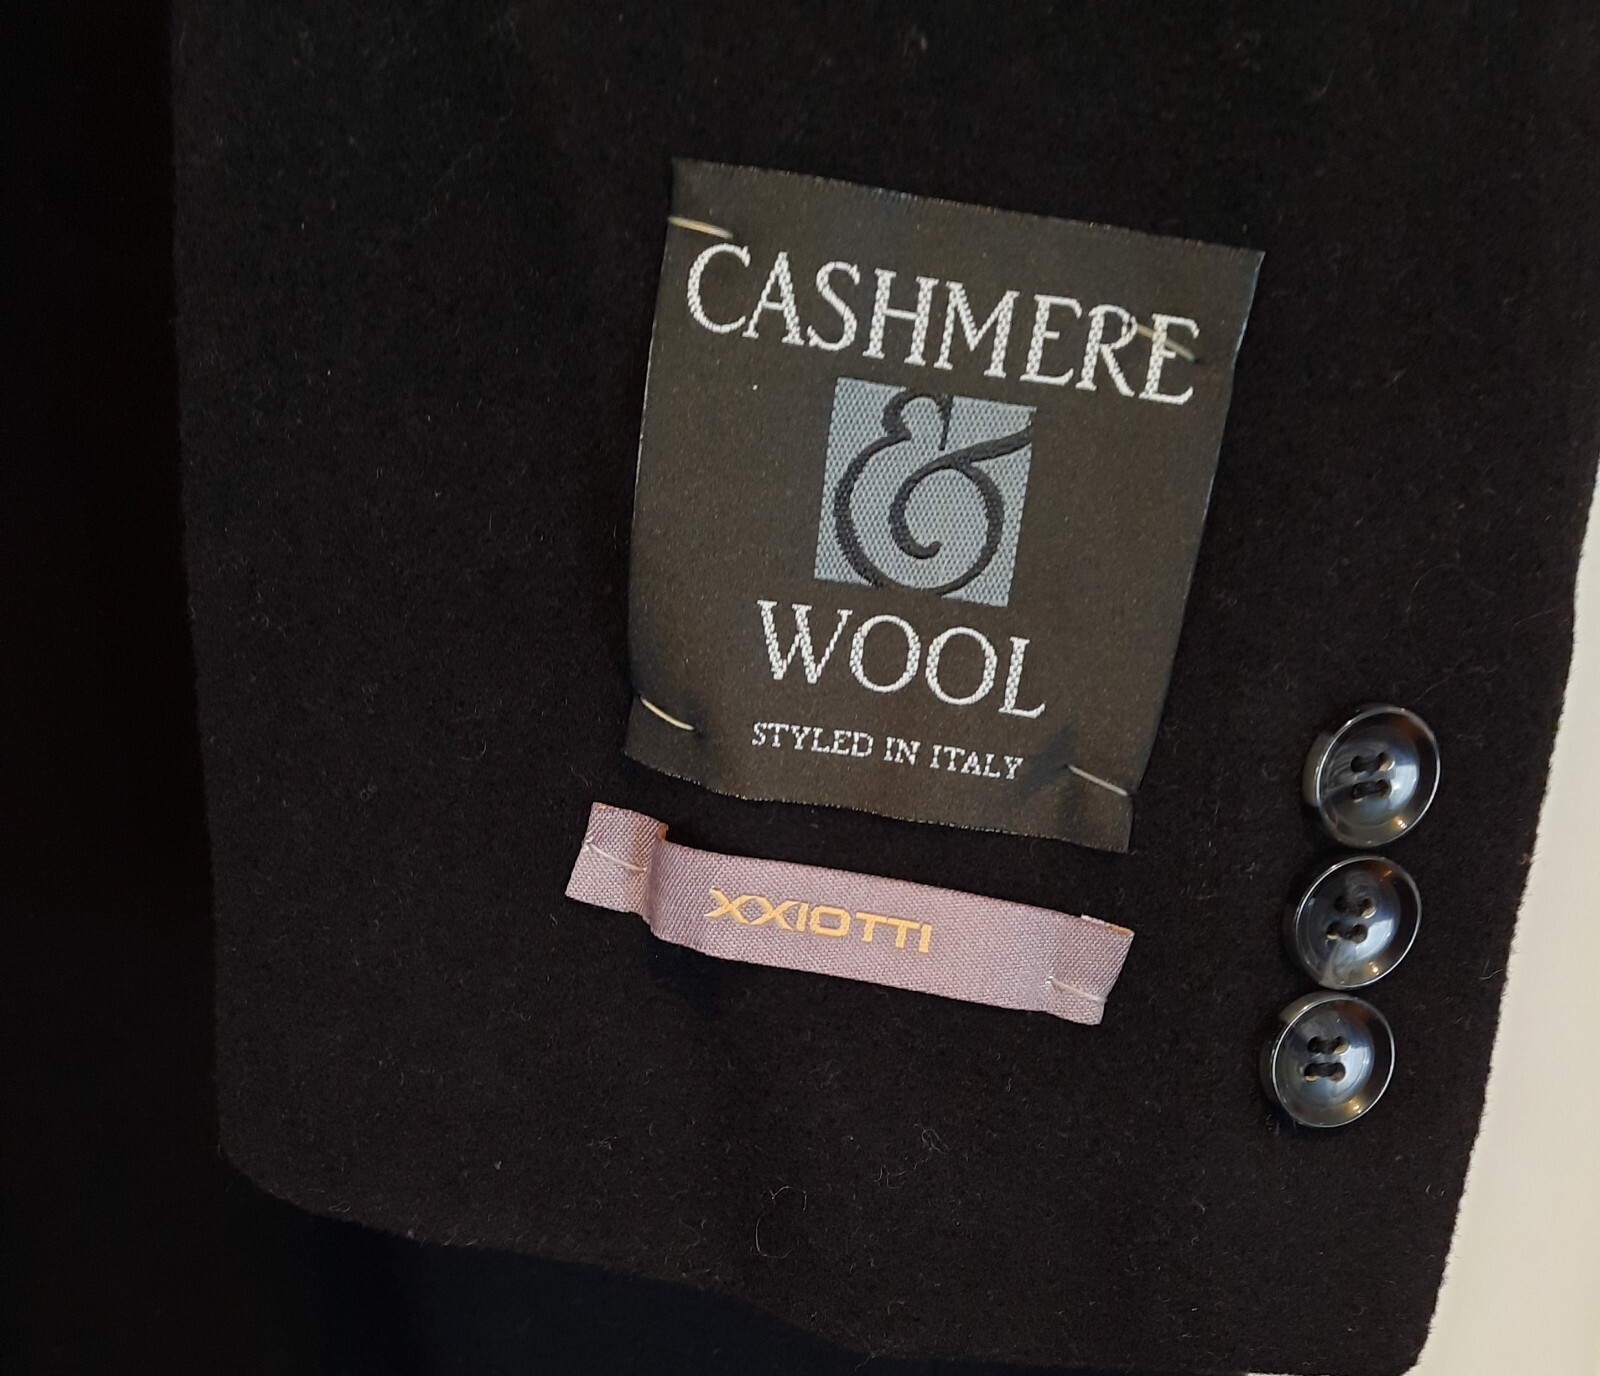 CASHMERE
&
WOOL
STYLED IN ITALY
XXIOTTI